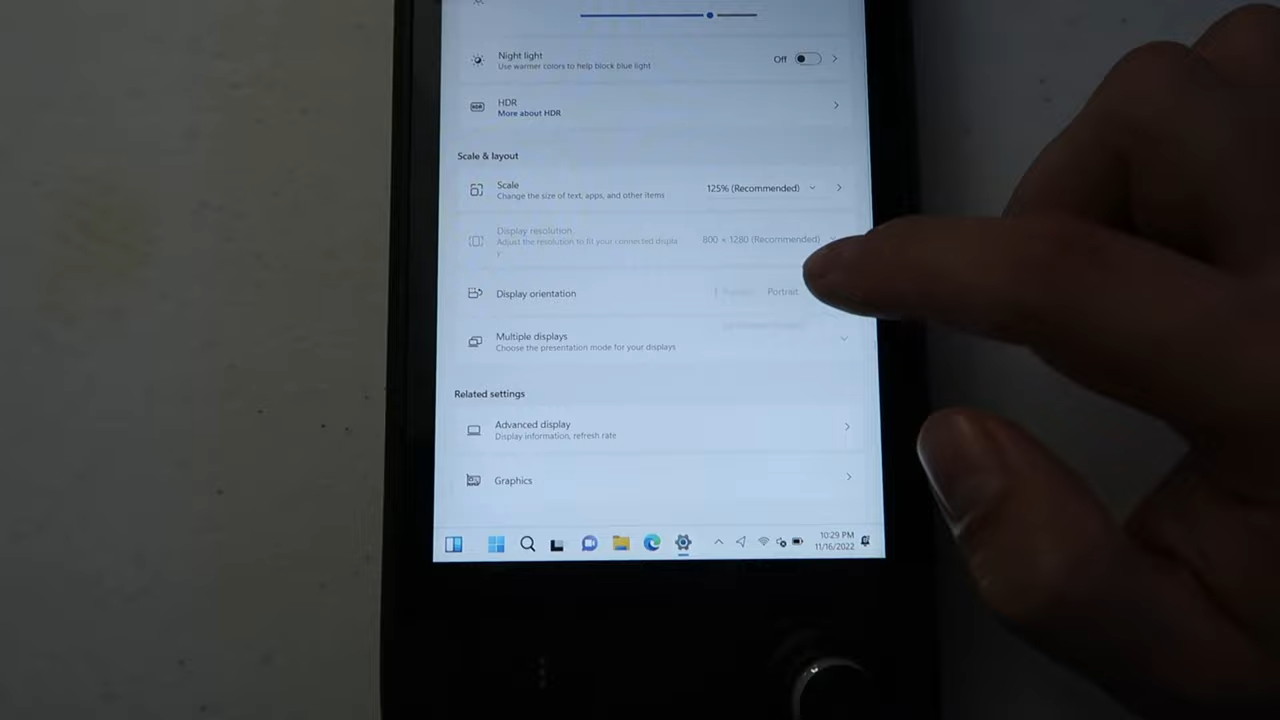 Night light
Off
Use warmer colors to help block blue light
HDR
More about HDR
Scale & layout
Scale
125% (Recommended)
Change the size of text, apps, and other items
Display resolution
800 × 1280 (Recommended)
Adjust the resolution to fit your connected displa
y
Display orientation
Portrait
Multiple displays
Choose the presentation mode for your displays
Related settings
Advanced display
Display information, refresh rate
Graphics
10:29 PM
11/16/2022